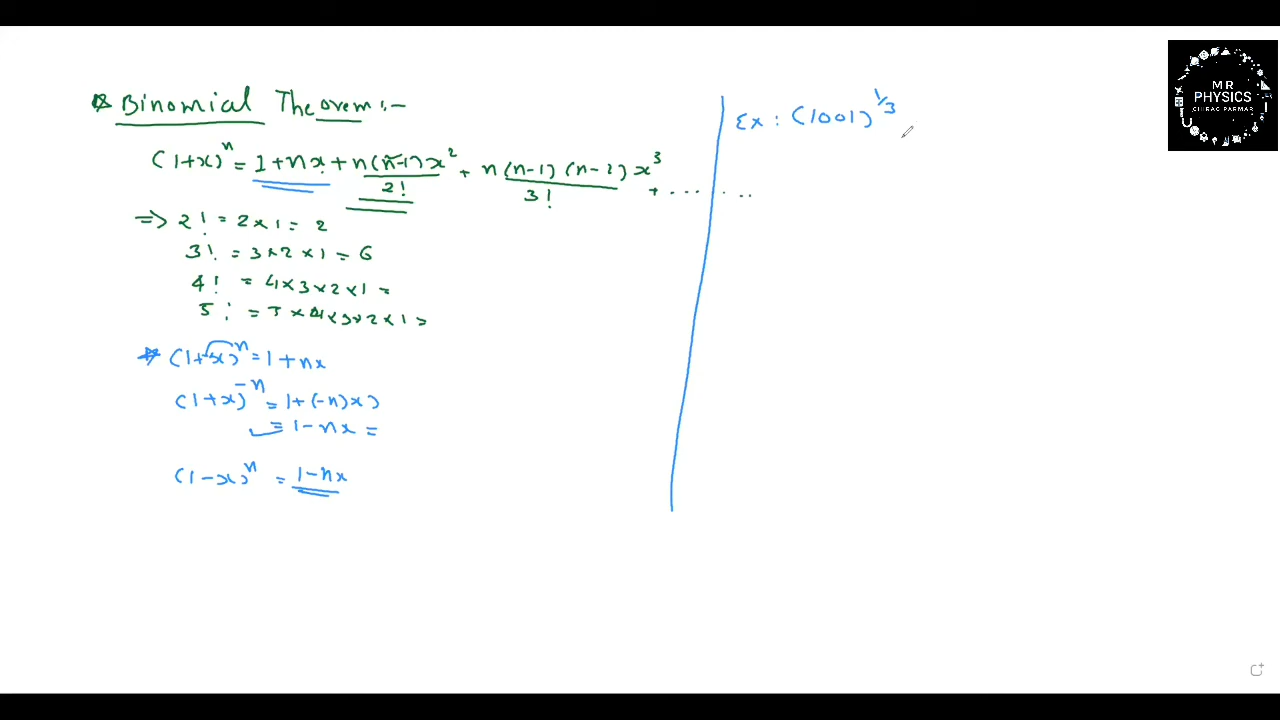 Binomial Theorem :-
(1+x)^n = 1 + nx + n(n-1)x^2/2! + n(n-1)(n-2)x^3/3! + ... ...
=> 2! = 2×1 = 2
3! = 3×2×1 = 6
4! = 4×3×2×1 =
5! = 5×4×3×2×1 =
* (1+x)^n = 1 + nx
(1+x)^-n = 1+(-n)x)
= 1 - nx =
(1-x)^n = 1-nx
Ex : (1001)^1/3
MR
PHYSICS
CHIRAG PARMAR